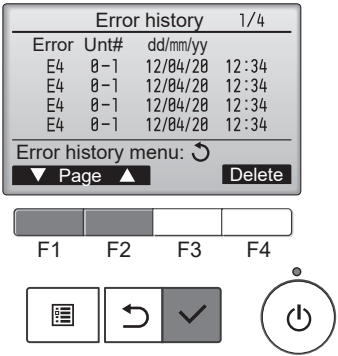 Error history 1/4
Error Unt# dd/mm/yy
E4 0-1 12/04/20 12:34
E4 0-1 12/04/20 12:34
E4 0-1 12/04/20 12:34
E4 0-1 12/04/20 12:34
Error history menu:
▼ Page ▲ Delete
F1 F2 F3 F4